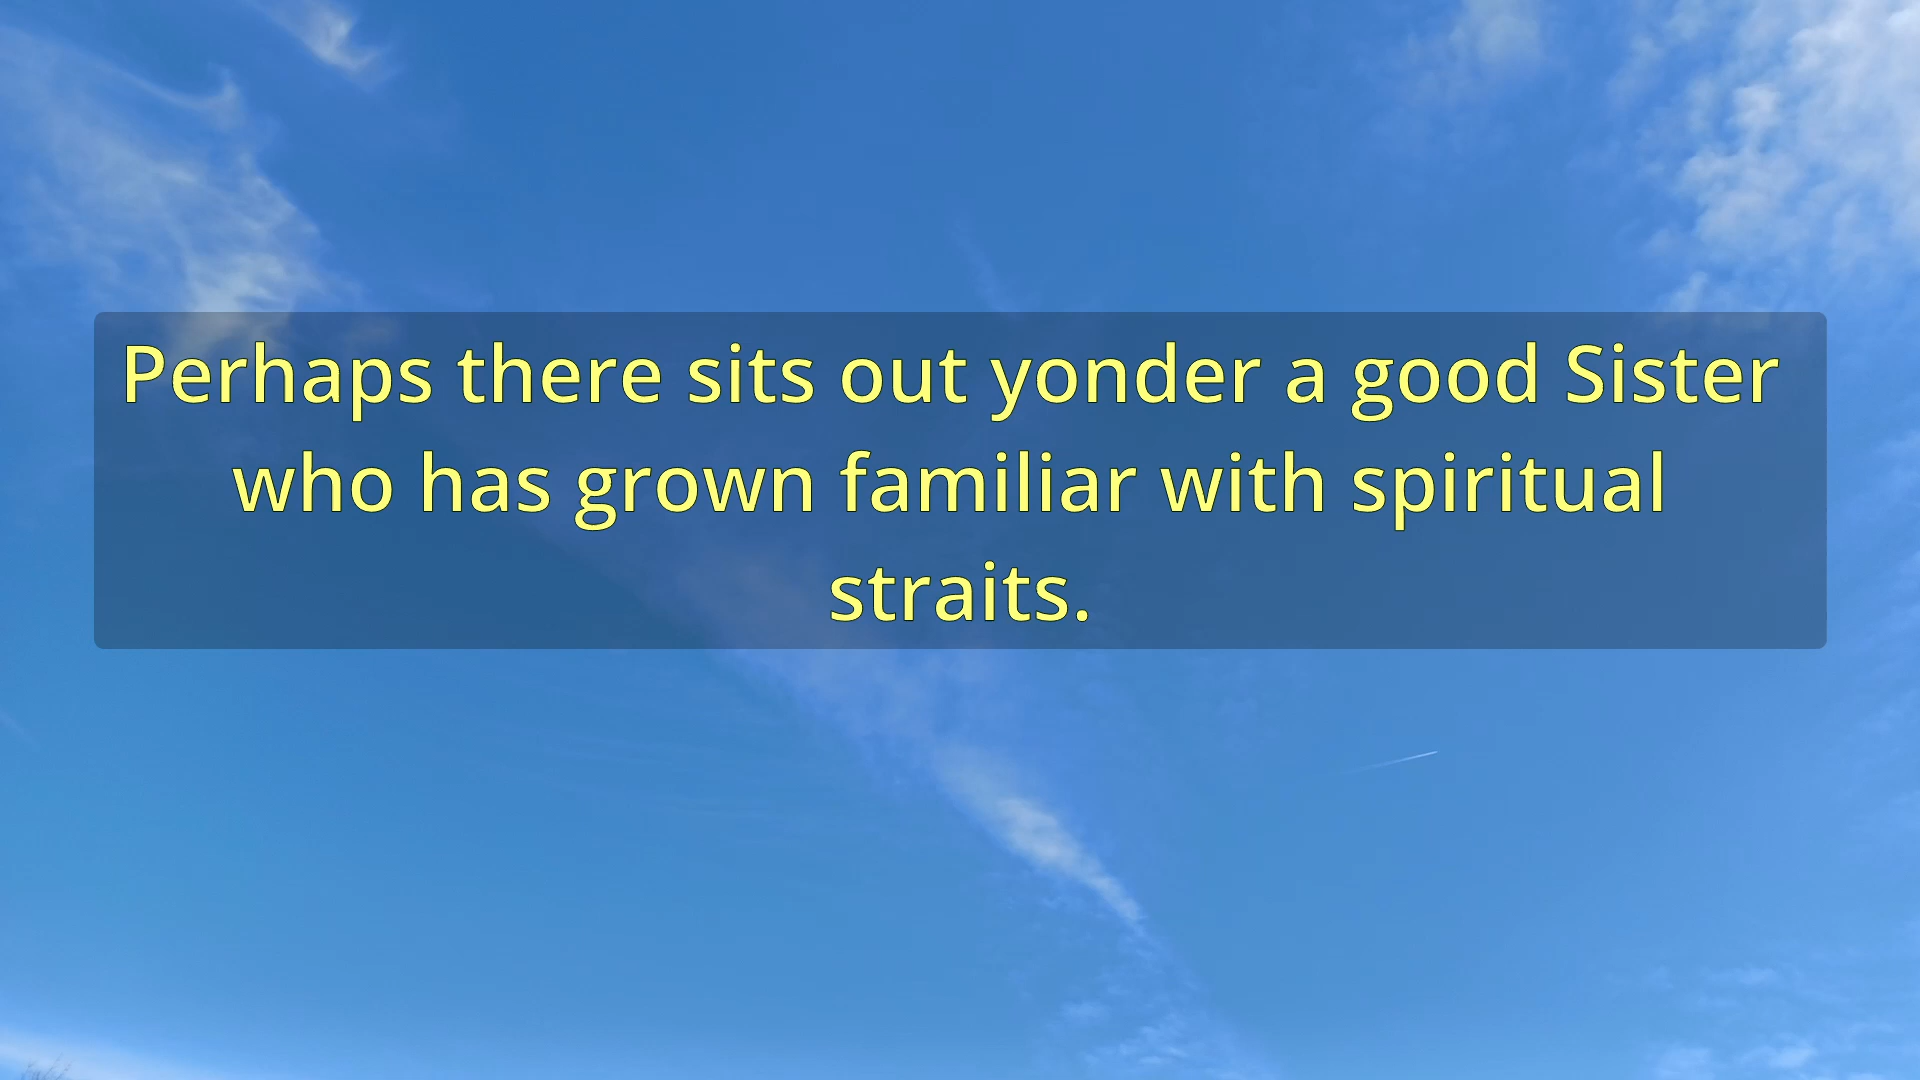 Perhaps there sits out yonder a good Sister
who has grown familiar with spiritual
straits.